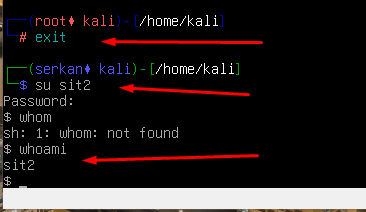 ┌──(root♦ kali)-[/home/kali]
└─# exit
┌──(serkan♦ kali)-[/home/kali]
└─$ su sit2
Password:
$ whom
sh: 1: whom: not found
$ whoami
sit2
$